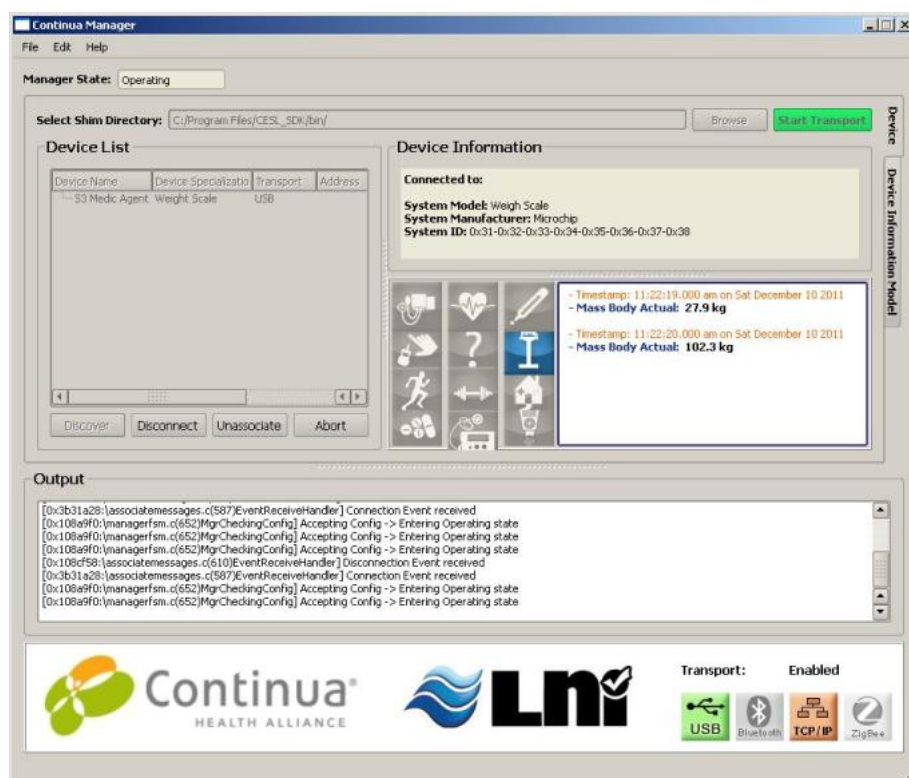 Continua Manager
File Edit Help
Manager State: Operating
Select Shim Directory: C:/Program Files/CESL_SDK/bin/ Browse Start Transport
Device
Device Information Model
Device List
Device Name Device Specializatio Transport Address
S3 Medic Agent Weight Scale USB
Discover Disconnect Unassociate Abort
Device Information
Connected to:
System Model: Weigh Scale
System Manufacturer: Microchip
System ID: 0x31-0x32-0x33-0x34-0x35-0x36-0x37-0x38
- Timestamp: 11:22:19.000 am on Sat December 10 2011
- Mass Body Actual: 27.9 kg
- Timestamp: 11:22:20.000 am on Sat December 10 2011
- Mass Body Actual: 102.3 kg
Output
[0x3b31a28:\associatemessages.c(587)EventReceiveHandler] Connection Event received
[0x108a9f0:\managerfsm.c(652)MgrCheckingConfig] Accepting Config -> Entering Operating state
[0x108a9f0:\managerfsm.c(652)MgrCheckingConfig] Accepting Config -> Entering Operating state
[0x108a9f0:\managerfsm.c(652)MgrCheckingConfig] Accepting Config -> Entering Operating state
[0x108cf58:\associatemessages.c(610)EventReceiveHandler] Disconnection Event received
[0x3b31a28:\associatemessages.c(587)EventReceiveHandler] Connection Event received
[0x108a9f0:\managerfsm.c(652)MgrCheckingConfig] Accepting Config -> Entering Operating state
[0x108a9f0:\managerfsm.c(652)MgrCheckingConfig] Accepting Config -> Entering Operating state
Continua®
HEALTH ALLIANCE
LNI
Transport: Enabled
USB Bluetooth TCP/IP ZigBee